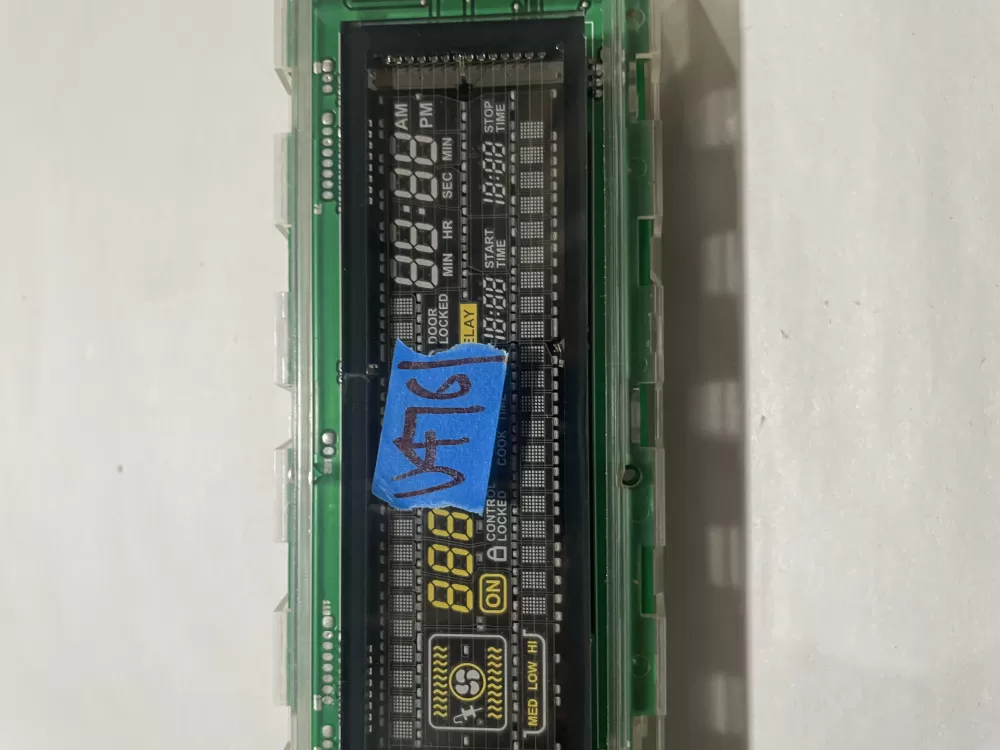 88:88 AM
PM
MIN HR SEC MIN
DOOR
LOCKED
ELAY
18:88 START
TIME
18:88 STOP
TIME
COOK TIME
888
ON
CONTROL
LOCKED
MED LOW HI